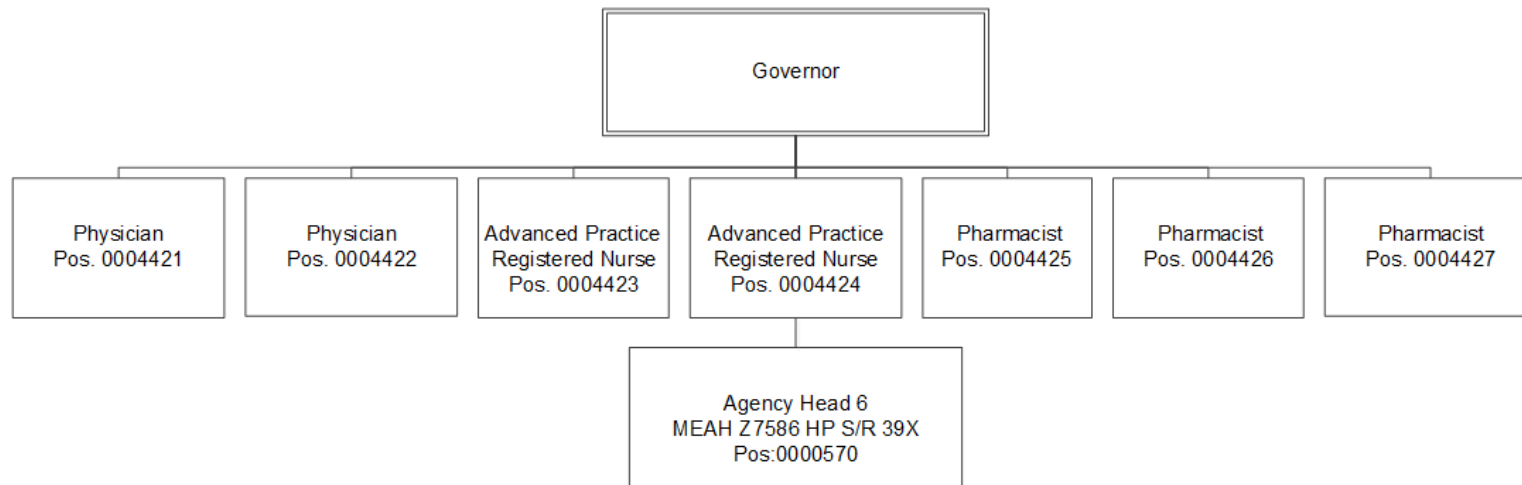 Governor
Physician
Pos. 0004421
Physician
Pos. 0004422
Advanced Practice
Registered Nurse
Pos. 0004423
Advanced Practice
Registered Nurse
Pos. 0004424
Pharmacist
Pos. 0004425
Pharmacist
Pos. 0004426
Pharmacist
Pos. 0004427
Agency Head 6
MEAH Z7586 HP S/R 39X
Pos:0000570